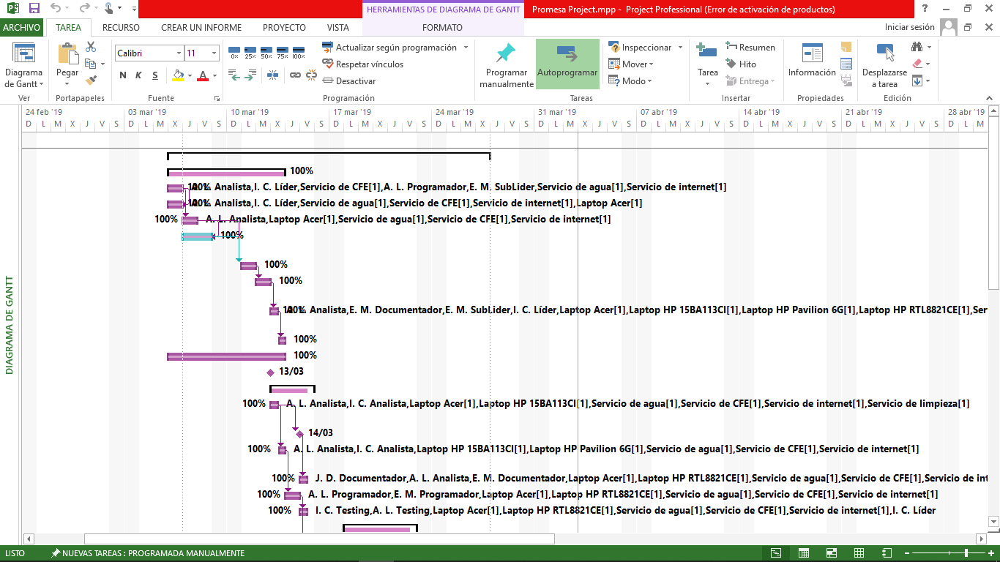 HERRAMIENTAS DE DIAGRAMA DE GANTT
Promesa Project.mpp - Project Professional (Error de activación de productos)
ARCHIVO TAREA RECURSO CREAR UN INFORME PROYECTO VISTA FORMATO Iniciar sesión
Diagrama de Gantt
Ver
Pegar
Portapapeles
Calibri 11
N K S
Fuente
0% 25% 50% 75% 100%
Actualizar según programación
Respetar vínculos
Desactivar
Programación
Programar manualmente
Autoprogramar
Inspeccionar
Mover
Modo
Tareas
Tarea
Resumen
Hito
Entrega
Insertar
Información
Propiedades
Desplazarse a tarea
Edición
24 feb '19 03 mar '19 10 mar '19 17 mar '19 24 mar '19 31 mar '19 07 abr '19 14 abr '19 21 abr '19 28 abr '19
D L M X J V S D L M X J V S D L M X J V S D L M X J V S D L M X J V S D L M X J V S D L M X J V S D L M X J V S D L M X J V S D L M
100%
100% A. L. Analista,I. C. Líder,Servicio de CFE[1],A. L. Programador,E. M. SubLider,Servicio de agua[1],Servicio de internet[1]
100% A. L. Analista,I. C. Líder,Servicio de agua[1],Servicio de CFE[1],Servicio de internet[1],Laptop Acer[1]
100% A. L. Analista,Laptop Acer[1],Servicio de agua[1],Servicio de CFE[1],Servicio de internet[1]
100%
100%
100%
100% A. L. Analista,E. M. Documentador,E. M. SubLider,I. C. Líder,Laptop Acer[1],Laptop HP 15BA113Cl[1],Laptop HP Pavilion 6G[1],Laptop HP RTL8821CE[1],Ser
100%
100%
13/03
100% A. L. Analista,I. C. Analista,Laptop Acer[1],Laptop HP 15BA113Cl[1],Servicio de agua[1],Servicio de CFE[1],Servicio de internet[1],Servicio de limpieza[1]
14/03
100% A. L. Analista,I. C. Analista,Laptop HP 15BA113Cl[1],Laptop HP Pavilion 6G[1],Servicio de agua[1],Servicio de CFE[1],Servicio de internet[1]
100% J. D. Documentador,A. L. Analista,E. M. Documentador,Laptop Acer[1],Laptop HP RTL8821CE[1],Servicio de agua[1],Servicio de CFE[1],Servicio de int
100% A. L. Programador,E. M. Programador,Laptop Acer[1],Laptop HP RTL8821CE[1],Servicio de agua[1],Servicio de CFE[1],Servicio de internet[1]
100% I. C. Testing,A. L. Testing,Laptop Acer[1],Laptop HP RTL8821CE[1],Servicio de agua[1],Servicio de CFE[1],Servicio de internet[1],I. C. Líder
DIAGRAMA DE GANTT
LISTO NUEVAS TAREAS : PROGRAMADA MANUALMENTE